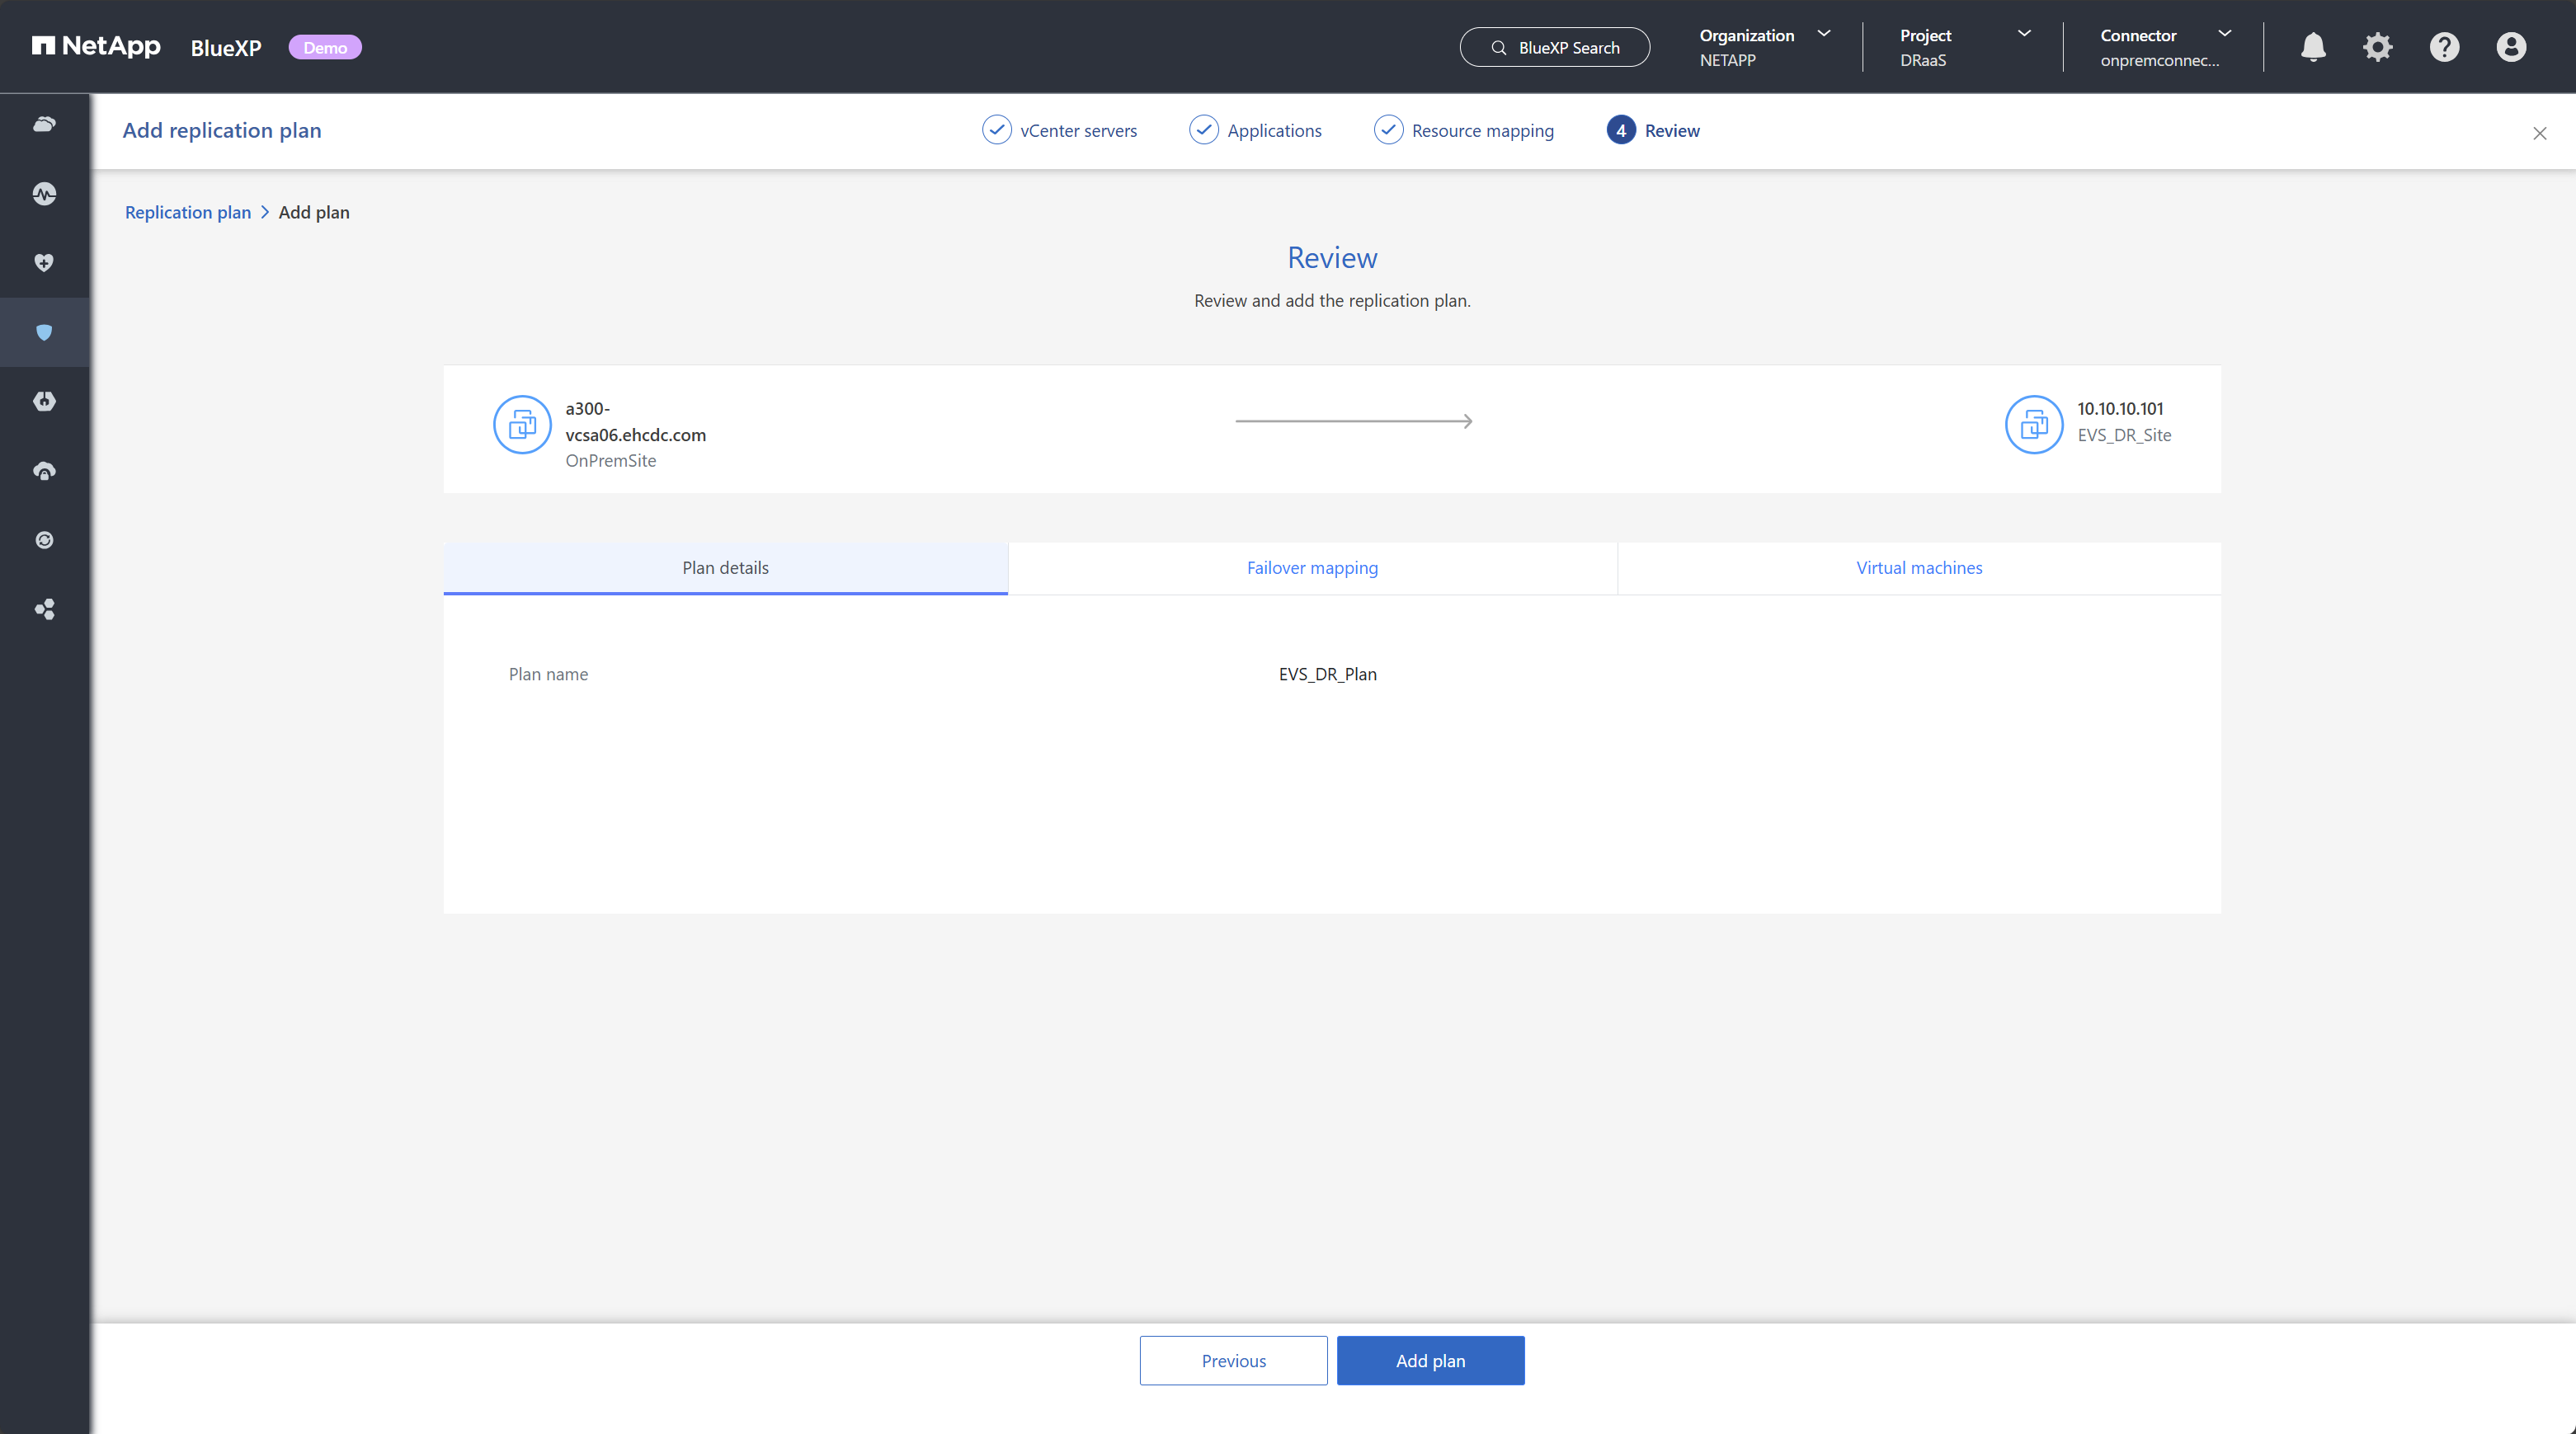 NetApp BlueXP Demo
BlueXP Search
Organization
NETAPP
Project
DRaaS
Connector
onpremconnec...
Add replication plan
vCenter servers
Applications
Resource mapping
4 Review
Replication plan > Add plan
Review
Review and add the replication plan.
a300-
vcsa06.ehcdc.com
OnPremSite
10.10.10.101
EVS_DR_Site
Plan details
Failover mapping
Virtual machines
Plan name
EVS_DR_Plan
Previous
Add plan